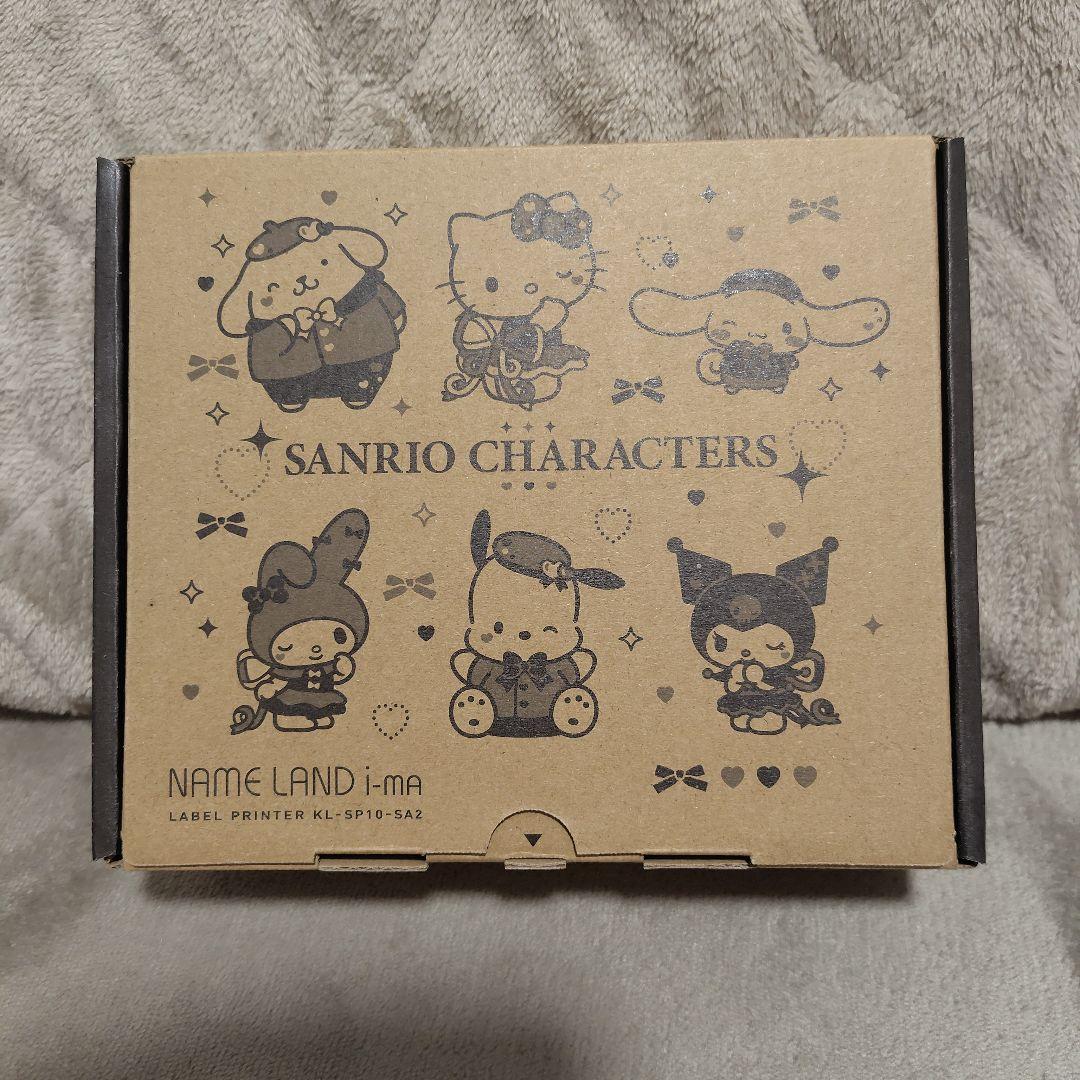 SANRIO CHARACTERS
NAME LAND i-ma
LABEL PRINTER KL-SP10-SA2